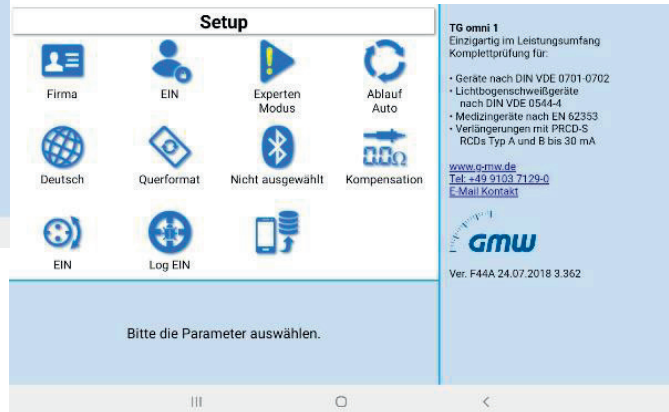 Setup
Firma
EIN
Experten
Modus
Ablauf
Auto
Deutsch
Querformat
Nicht ausgewählt
0.0Ω
Kompensation
EIN
Log EIN
Bitte die Parameter auswählen.
TG omni 1
Einzigartig im Leistungsumfang
Komplettprüfung für:
· Geräte nach DIN VDE 0701-0702
· Lichtbogenschweißgeräte
nach DIN VDE 0544-4
· Medizingeräte nach EN 62353
· Verlängerungen mit PRCD-S
RCDs Typ A und B bis 30 mA
www.g-mw.de
Tel: +49 9103 7129-0
E-Mail Kontakt
GMW
Ver. F44A 24.07.2018 3.362